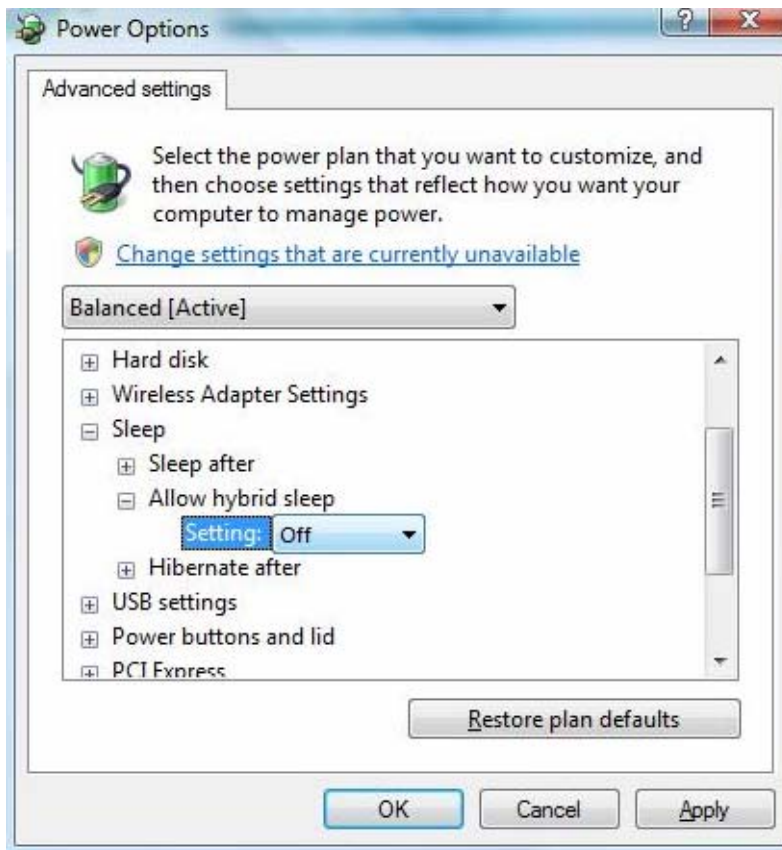 Power Options
Advanced settings
Select the power plan that you want to customize, and
then choose settings that reflect how you want your
computer to manage power.
Change settings that are currently unavailable
Balanced [Active]
Hard disk
Wireless Adapter Settings
Sleep
Sleep after
Allow hybrid sleep
Setting: Off
Hibernate after
USB settings
Power buttons and lid
PCI Express
Restore plan defaults
OK Cancel Apply